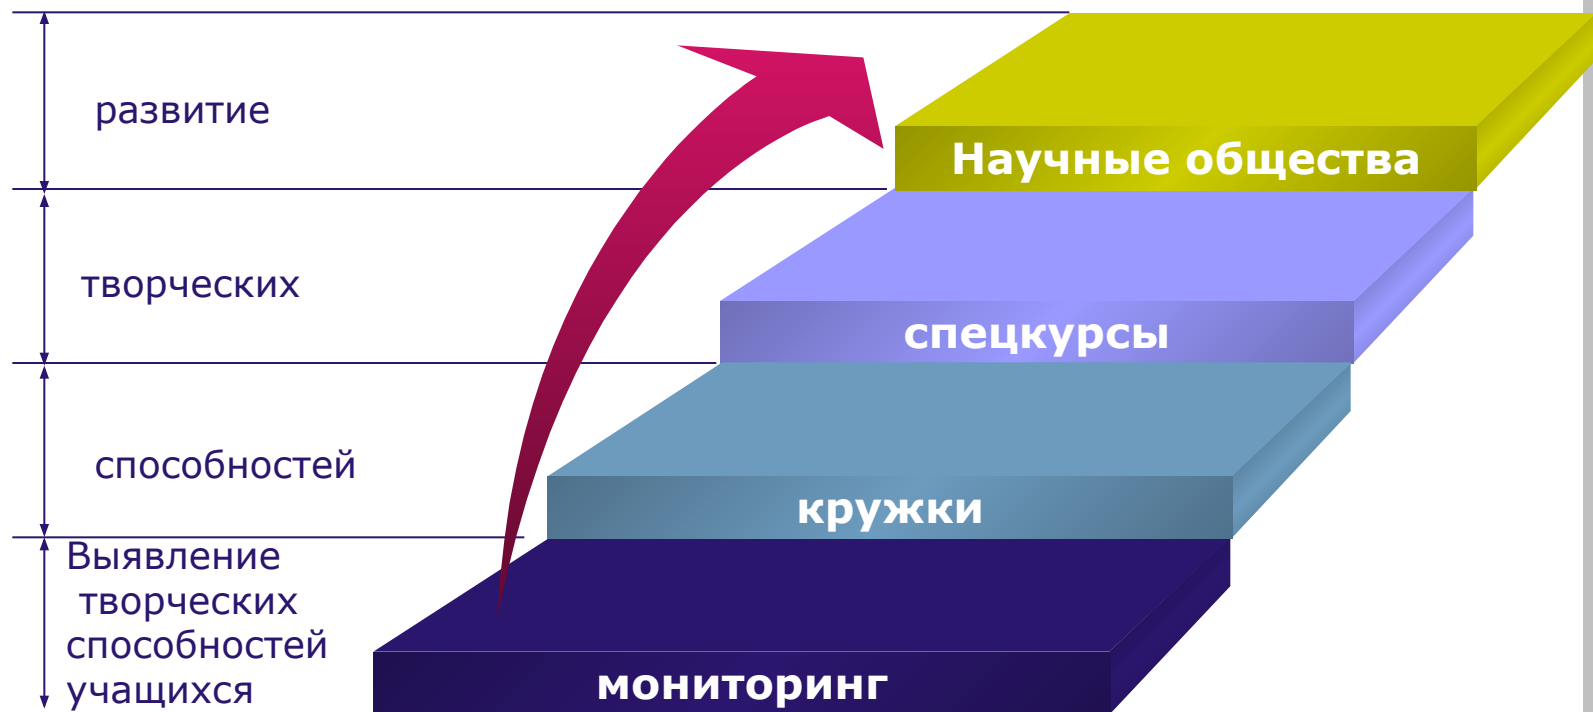 развитие
Научные общества
творческих
спецкурсы
способностей
кружки
Выявление
творческих
способностей
учащихся
мониторинг